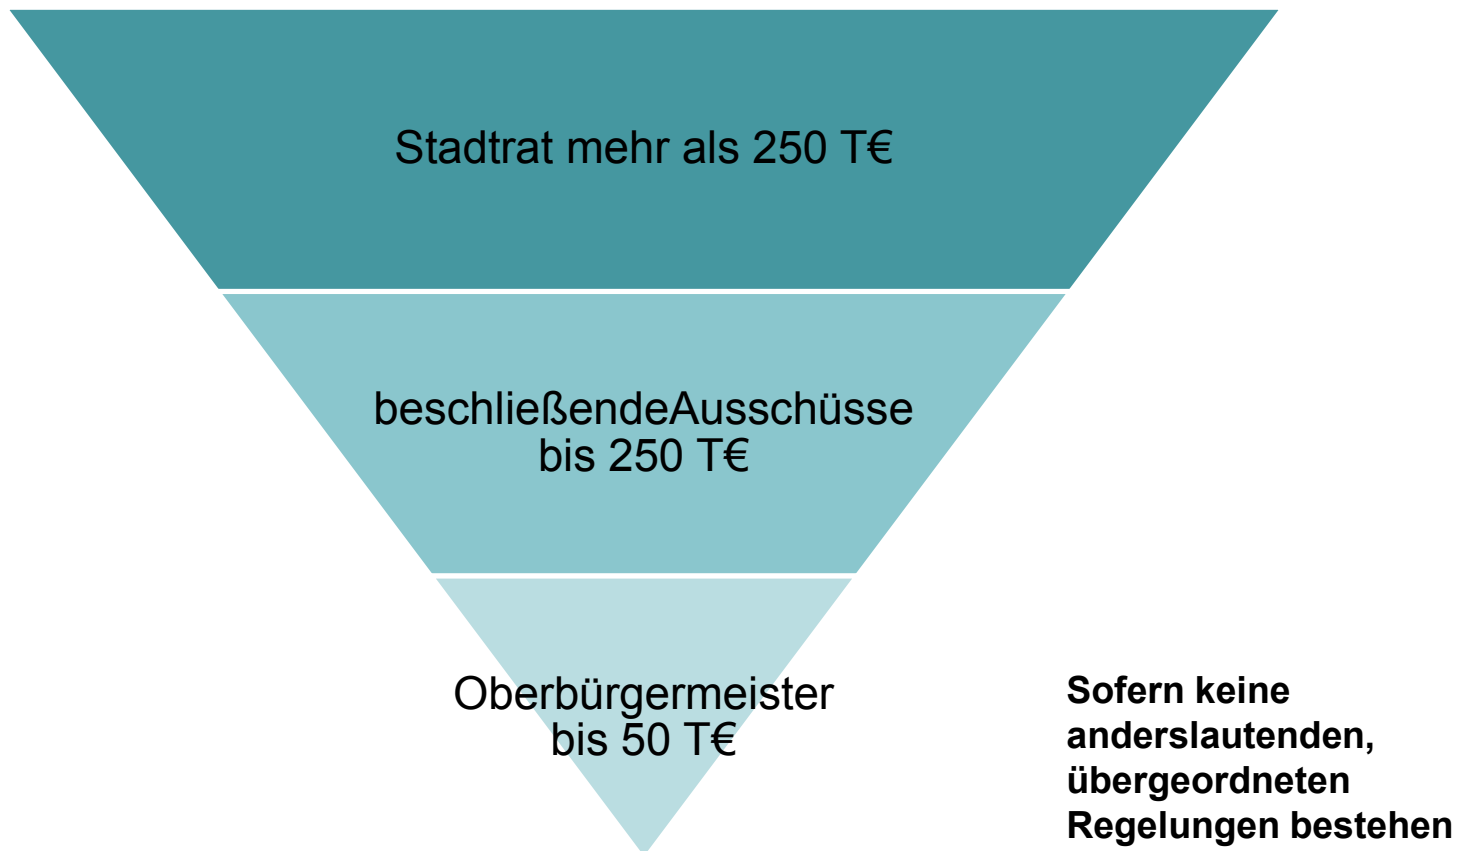 Stadtrat mehr als 250 T€
beschließendeAusschüsse
bis 250 T€
Oberbürgermeister
bis 50 T€
Sofern keine
anderslautenden,
übergeordneten
Regelungen bestehen